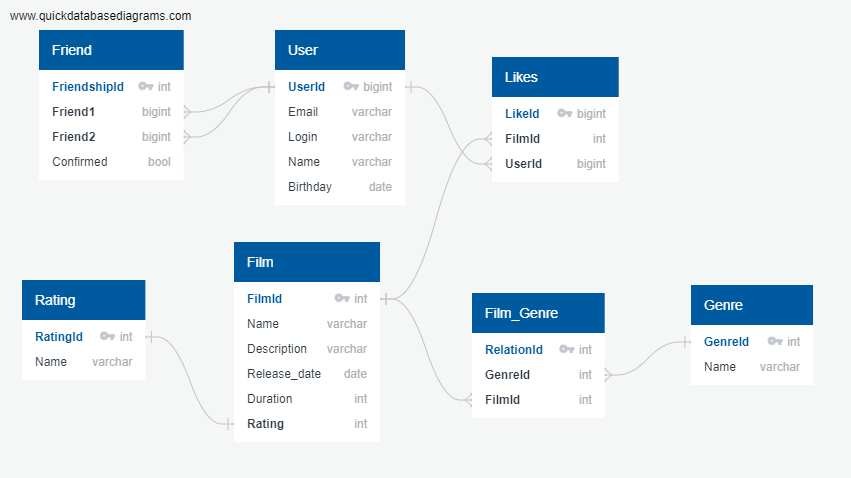 www.quickdatabasediagrams.com
Friend
FriendshipId int
Friend1 bigint
Friend2 bigint
Confirmed bool
User
UserId bigint
Email varchar
Login varchar
Name varchar
Birthday date
Likes
LikeId bigint
FilmId int
UserId bigint
Rating
RatingId int
Name varchar
Film
FilmId int
Name varchar
Description varchar
Release_date date
Duration int
Rating int
Film_Genre
RelationId int
GenreId int
FilmId int
Genre
GenreId int
Name varchar